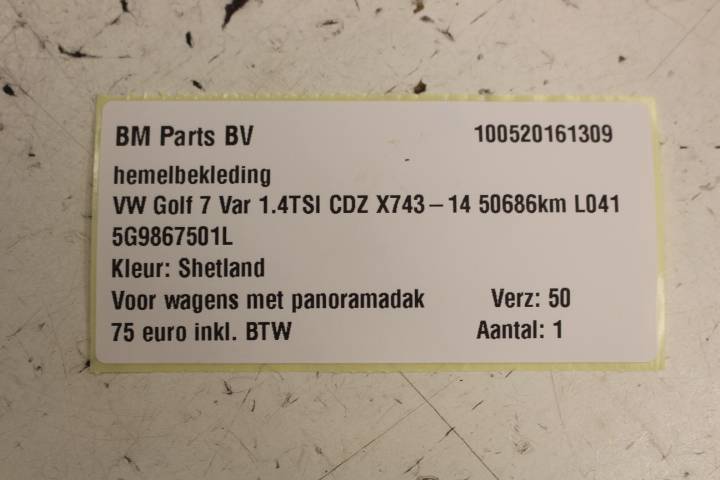 BM Parts BV 100520161309
hemelbekleding
VW Golf 7 Var 1.4TSI CDZ X743-14 50686km L041
5G9867501L
Kleur: Shetland
Voor wagens met panoramadak Verz: 50
75 euro inkl. BTW Aantal: 1